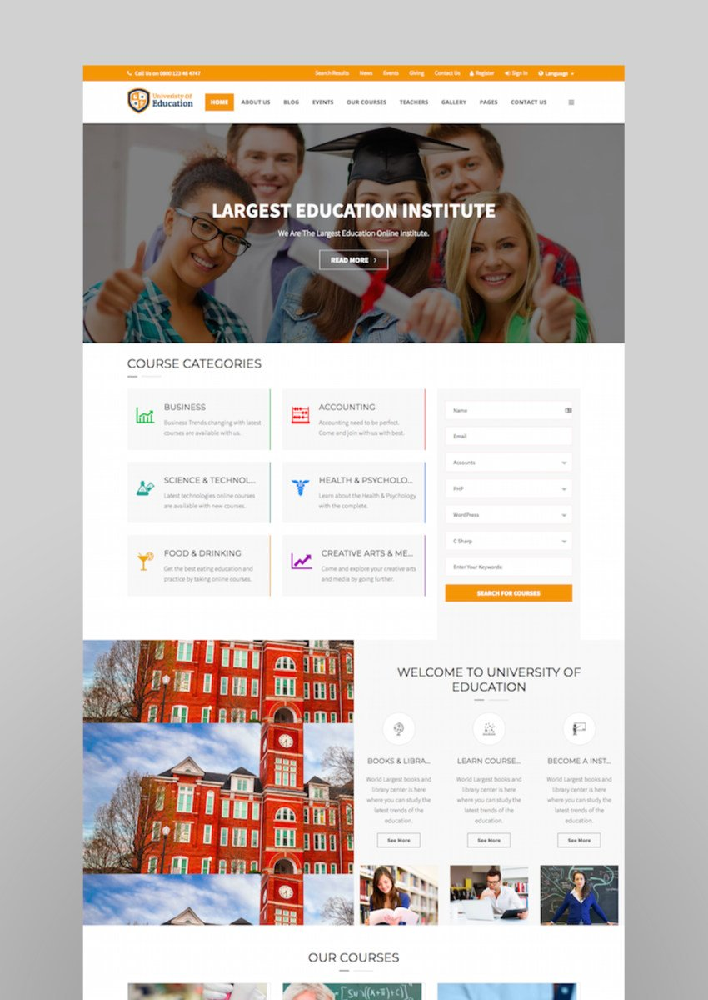 Call Us on 0800 123 46 4747
Search Results News Events Giving Contact Us Register Sign In Language
Univeristy Of
Education
HOME ABOUT US BLOG EVENTS OUR COURSES TEACHERS GALLERY PAGES CONTACT US
LARGEST EDUCATION INSTITUTE
We Are The Largest Education Online Institute.
READ MORE
COURSE CATEGORIES
BUSINESS
Business Trends changing with latest
courses are available with us.
ACCOUNTING
Accounting need to be perfect.
Come and join with us with best.
SCIENCE & TECHNOL...
Latest technologies online courses
are available with new courses.
HEALTH & PSYCHOLO...
Learn about the Health & Psychology
with the complete.
FOOD & DRINKING
Get the best eating education and
practice by taking online courses.
CREATIVE ARTS & ME...
Come and explore your creative arts
and media by going further.
Name
Email
Accounts
PHP
WordPress
C Sharp
Enter Your Keywords:
SEARCH FOR COURSES
WELCOME TO UNIVERSITY OF
EDUCATION
BOOKS & LIBRA...
World Largest books and
library center is here
where you can study the
latest trends of the
education.
See More
LEARN COURSE...
World Largest books and
library center is here
where you can study the
latest trends of the
education.
See More
BECOME A INST...
World Largest books and
library center is here
where you can study the
latest trends of the
education.
See More
OUR COURSES